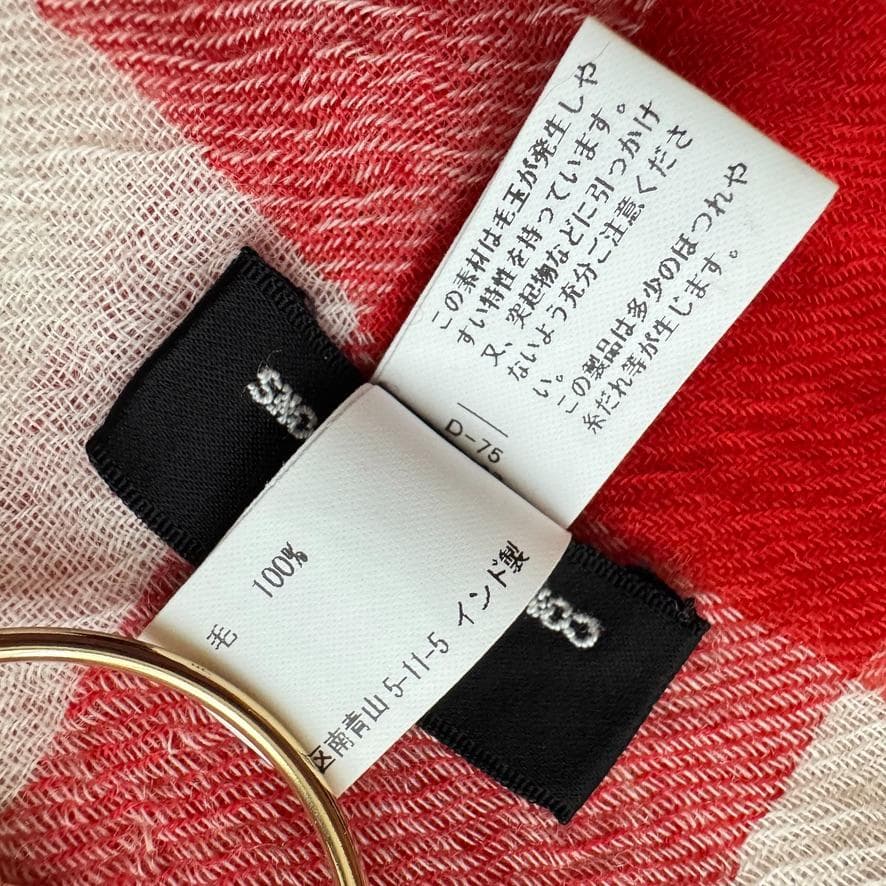 この素材は毛玉が発生しや
すい特性を持っています。
又、突起物などに引っかけ
ないよう充分ご注意くださ
い。
この製品は多少のほつれや
糸だれ等が生じます。
D-75
毛 100%
インド製
区南青山 5-11-5